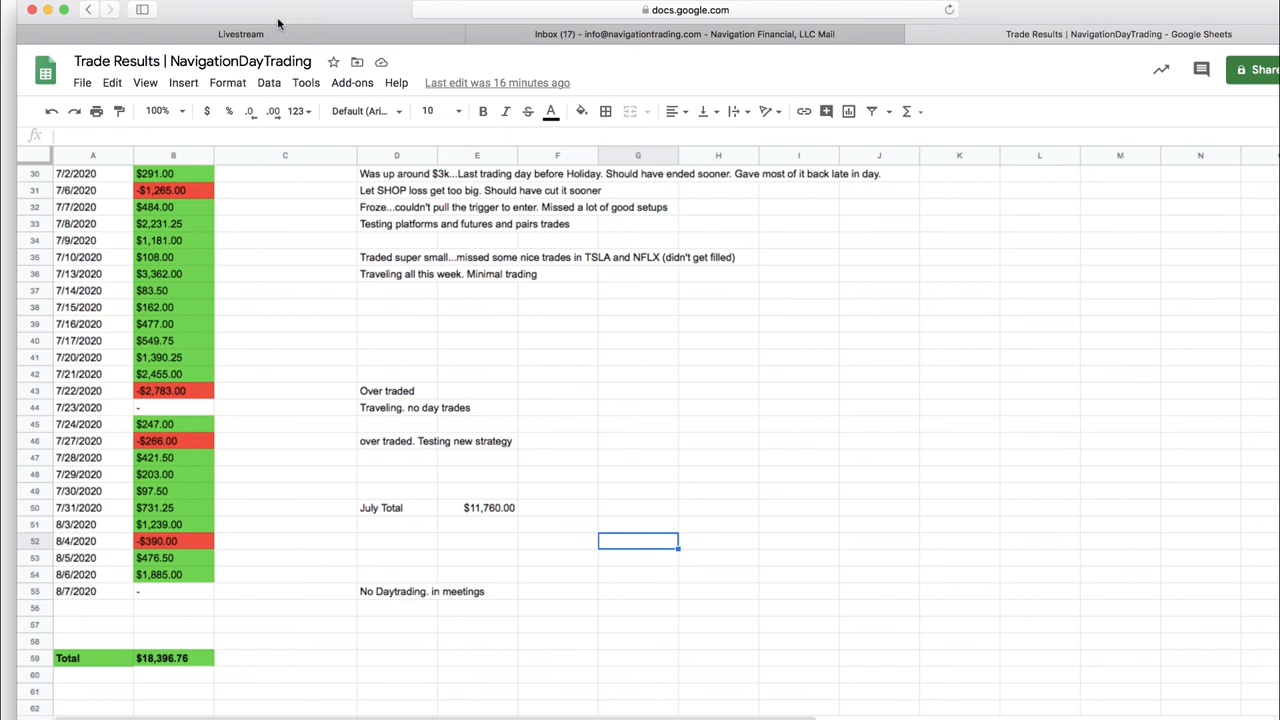 docs.google.com
Livestream
Inbox (17) - info@navigationtrading.com - Navigation Financial, LLC Mail
Trade Results | NavigationDayTrading - Google Sheets
Trade Results | NavigationDayTrading
File Edit View Insert Format Data Tools Add-ons Help Last edit was 16 minutes ago
Share
100% $ % .0 .00 123 Default (Ari... 10 B I S A
fx
A B C D E F G H I J K L M N
30 7/2/2020 $291.00 Was up around $3k...Last trading day before Holiday. Should have ended sooner. Gave most of it back late in day.
31 7/6/2020 -$1,265.00 Let SHOP loss get too big. Should have cut it sooner
32 7/7/2020 $484.00 Froze...couldn't pull the trigger to enter. Missed a lot of good setups
33 7/8/2020 $2,231.25 Testing platforms and futures and pairs trades
34 7/9/2020 $1,181.00
35 7/10/2020 $108.00 Traded super small...missed some nice trades in TSLA and NFLX (didn't get filled)
36 7/13/2020 $3,362.00 Traveling all this week. Minimal trading
37 7/14/2020 $83.50
38 7/15/2020 $162.00
39 7/16/2020 $477.00
40 7/17/2020 $549.75
41 7/20/2020 $1,390.25
42 7/21/2020 $2,455.00
43 7/22/2020 -$2,783.00 Over traded
44 7/23/2020 - Traveling. no day trades
45 7/24/2020 $247.00
46 7/27/2020 -$266.00 over traded. Testing new strategy
47 7/28/2020 $421.50
48 7/29/2020 $203.00
49 7/30/2020 $97.50
50 7/31/2020 $731.25 July Total $11,760.00
51 8/3/2020 $1,239.00
52 8/4/2020 -$390.00
53 8/5/2020 $476.50
54 8/6/2020 $1,885.00
55 8/7/2020 - No Daytrading. in meetings
56
57
58
59 Total $18,396.76
60
61
62